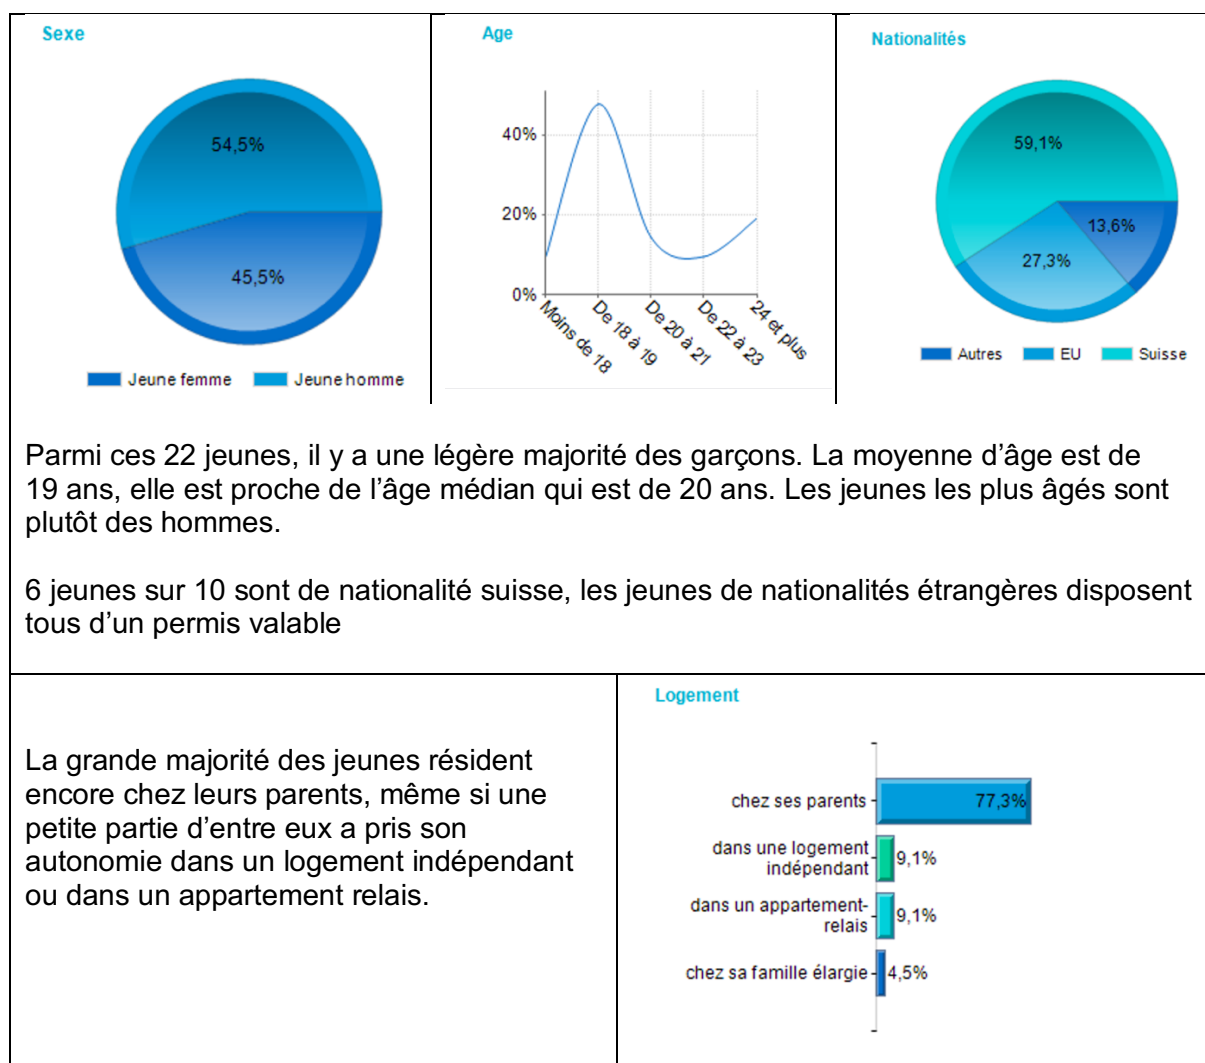 Sexe
54,5%
45,5%
Jeune femme
Jeune homme
Age
40%
20%
0%
Moins de 18
De 18 à 19
De 20 à 21
De 22 à 23
24 et plus
Nationalités
59,1%
13,6%
27,3%
Autres
EU
Suisse
Parmi ces 22 jeunes, il y a une légère majorité des garçons. La moyenne d’âge est de
19 ans, elle est proche de l’âge médian qui est de 20 ans. Les jeunes les plus âgés sont
plutôt des hommes.
6 jeunes sur 10 sont de nationalité suisse, les jeunes de nationalités étrangères disposent
tous d’un permis valable
La grande majorité des jeunes résident
encore chez leurs parents, même si une
petite partie d’entre eux a pris son
autonomie dans un logement indépendant
ou dans un appartement relais.
Logement
chez ses parents
77,3%
dans une logement
indépendant
9,1%
dans un appartement-
relais
9,1%
chez sa famille élargie
4,5%